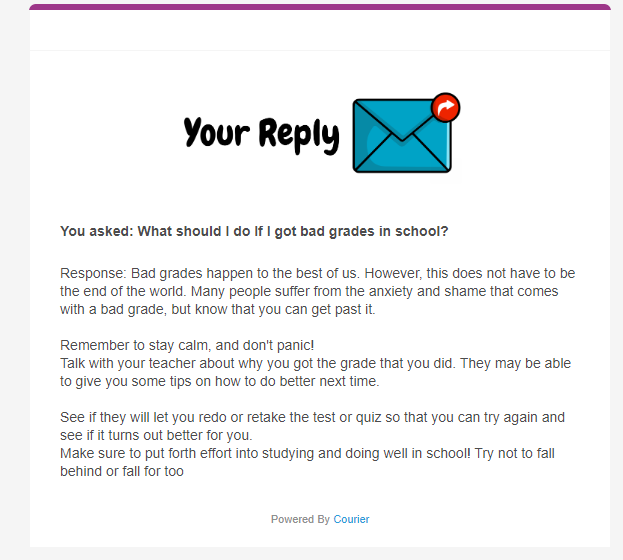 Your Reply
You asked: What should I do If I got bad grades in school?
Response: Bad grades happen to the best of us. However, this does not have to be
the end of the world. Many people suffer from the anxiety and shame that comes
with a bad grade, but know that you can get past it.
Remember to stay calm, and don't panic!
Talk with your teacher about why you got the grade that you did. They may be able
to give you some tips on how to do better next time.
See if they will let you redo or retake the test or quiz so that you can try again and
see if it turns out better for you.
Make sure to put forth effort into studying and doing well in school! Try not to fall
behind or fall for too
Powered By Courier